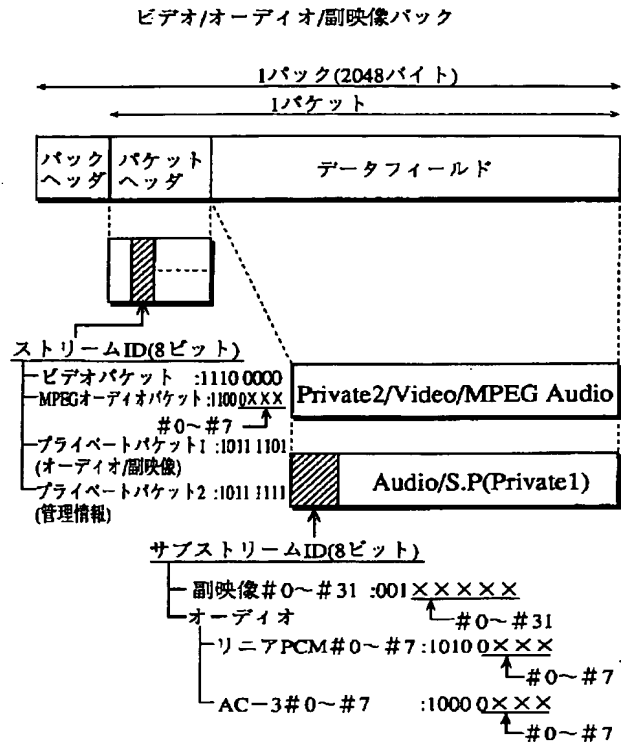 ビデオ/オーディオ/副映像パック
1パック(2048バイト)
1パケット
パック
ヘッダ
パケット
ヘッダ
データフィールド
ストリームID(8ビット)
ビデオパケット :1110 0000
MPEGオーディオパケット:1100 0×××
#0~#7
プライベートパケット1 :1011 1101
(オーディオ/副映像)
プライベートパケット2 :1011 1111
(管理情報)
Private2/Video/MPEG Audio
Audio/S.P(Private1)
サブストリームID(8ビット)
副映像#0~#31 :001×××××
#0~#31
オーディオ
リニアPCM#0~#7:1010 0×××
#0~#7
AC-3#0~#7 :1000 0×××
#0~#7